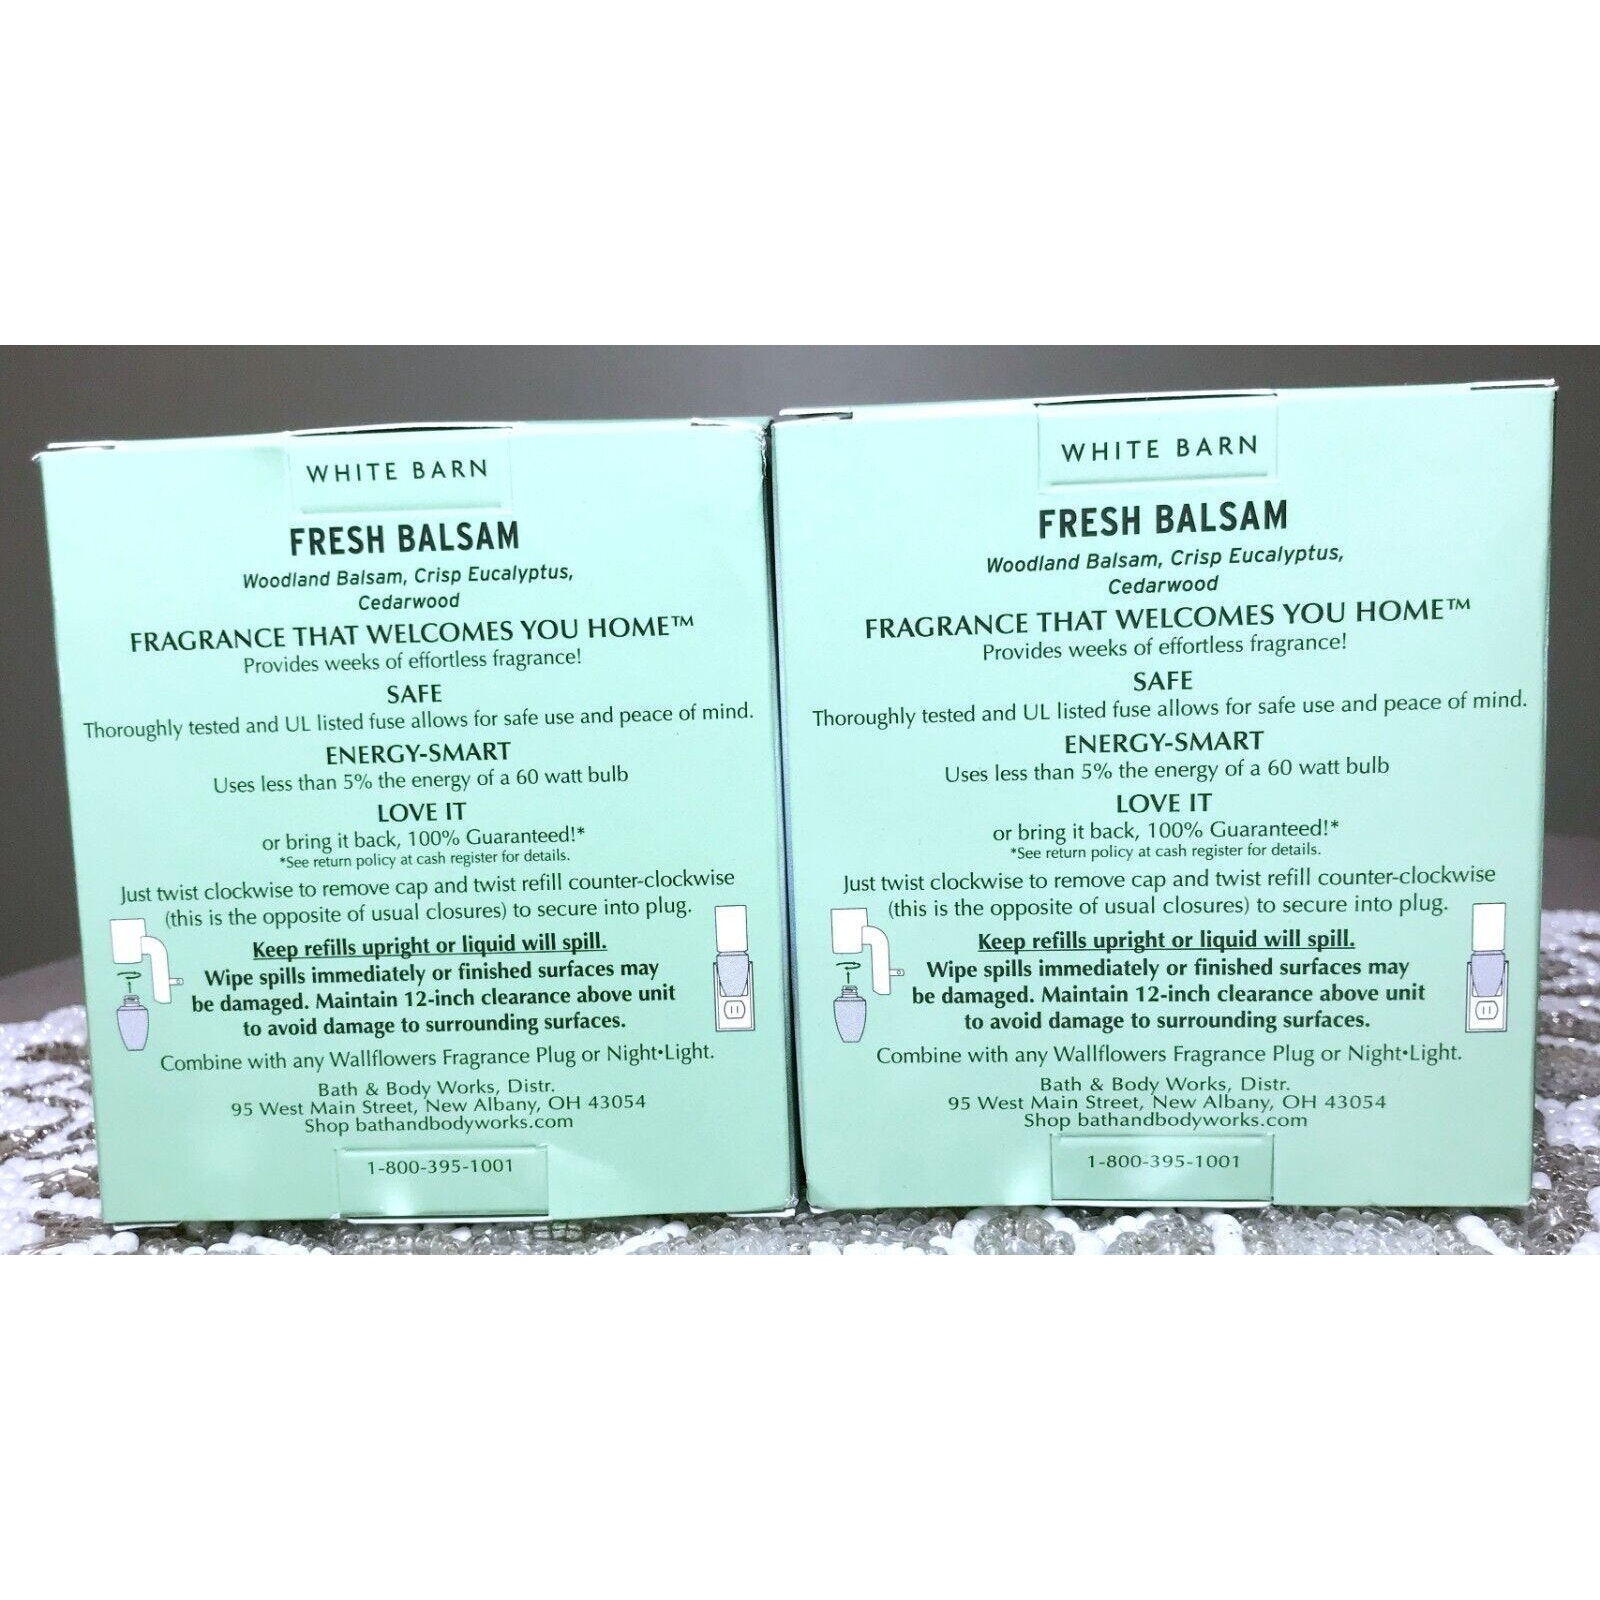 WHITE BARN
FRESH BALSAM
Woodland Balsam, Crisp Eucalyptus,
Cedarwood
FRAGRANCE THAT WELCOMES YOU HOME™
Provides weeks of effortless fragrance!
SAFE
Thoroughly tested and UL listed fuse allows for safe use and peace of mind.
ENERGY-SMART
Uses less than 5% the energy of a 60 watt bulb
LOVE IT
or bring it back, 100% Guaranteed!*
*See return policy at cash register for details.
Just twist clockwise to remove cap and twist refill counter-clockwise
(this is the opposite of usual closures) to secure into plug.
Keep refills upright or liquid will spill.
Wipe spills immediately or finished surfaces may
be damaged. Maintain 12-inch clearance above unit
to avoid damage to surrounding surfaces.
Combine with any Wallflowers Fragrance Plug or Night•Light.
Bath & Body Works, Distr.
95 West Main Street, New Albany, OH 43054
Shop bathandbodyworks.com
1-800-395-1001
WHITE BARN
FRESH BALSAM
Woodland Balsam, Crisp Eucalyptus,
Cedarwood
FRAGRANCE THAT WELCOMES YOU HOME™
Provides weeks of effortless fragrance!
SAFE
Thoroughly tested and UL listed fuse allows for safe use and peace of mind.
ENERGY-SMART
Uses less than 5% the energy of a 60 watt bulb
LOVE IT
or bring it back, 100% Guaranteed!*
*See return policy at cash register for details.
Just twist clockwise to remove cap and twist refill counter-clockwise
(this is the opposite of usual closures) to secure into plug.
Keep refills upright or liquid will spill.
Wipe spills immediately or finished surfaces may
be damaged. Maintain 12-inch clearance above unit
to avoid damage to surrounding surfaces.
Combine with any Wallflowers Fragrance Plug or Night•Light.
Bath & Body Works, Distr.
95 West Main Street, New Albany, OH 43054
Shop bathandbodyworks.com
1-800-395-1001